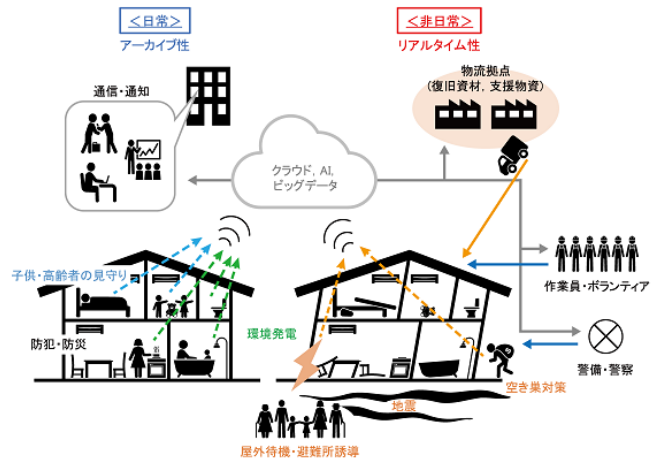 ＜日常＞
アーカイブ性
＜非日常＞
リアルタイム性
通信・通知
物流拠点
(復旧資材, 支援物資)
クラウド, AI,
ビッグデータ
子供・高齢者の見守り
作業員・ボランティア
防犯・防災
環境発電
警備・警察
空き巣対策
地震
屋外待機・避難所誘導